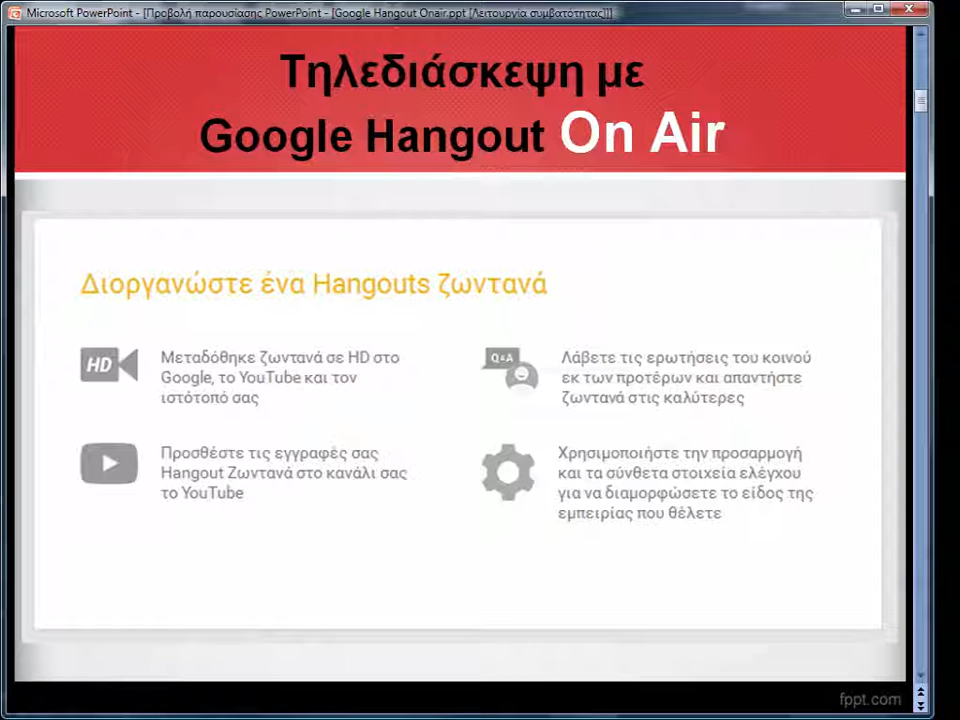 Microsoft PowerPoint - [Προβολή παρουσίασης PowerPoint - [Google Hangout Onair.ppt [Λειτουργία συμβατότητας]]]
Τηλεδιάσκεψη με
Google Hangout On Air
Διοργανώστε ένα Hangouts ζωντανά
HD
Μεταδόθηκε ζωντανά σε HD στο
Google, το YouTube και τον
ιστότοπό σας
Προσθέστε τις εγγραφές σας
Hangout Ζωντανά στο κανάλι σας
το YouTube
Q&A
Λάβετε τις ερωτήσεις του κοινού
εκ των προτέρων και απαντήστε
ζωντανά στις καλύτερες
Χρησιμοποιήστε την προσαρμογή
και τα σύνθετα στοιχεία ελέγχου
για να διαμορφώσετε το είδος της
εμπειρίας που θέλετε
fppt.com